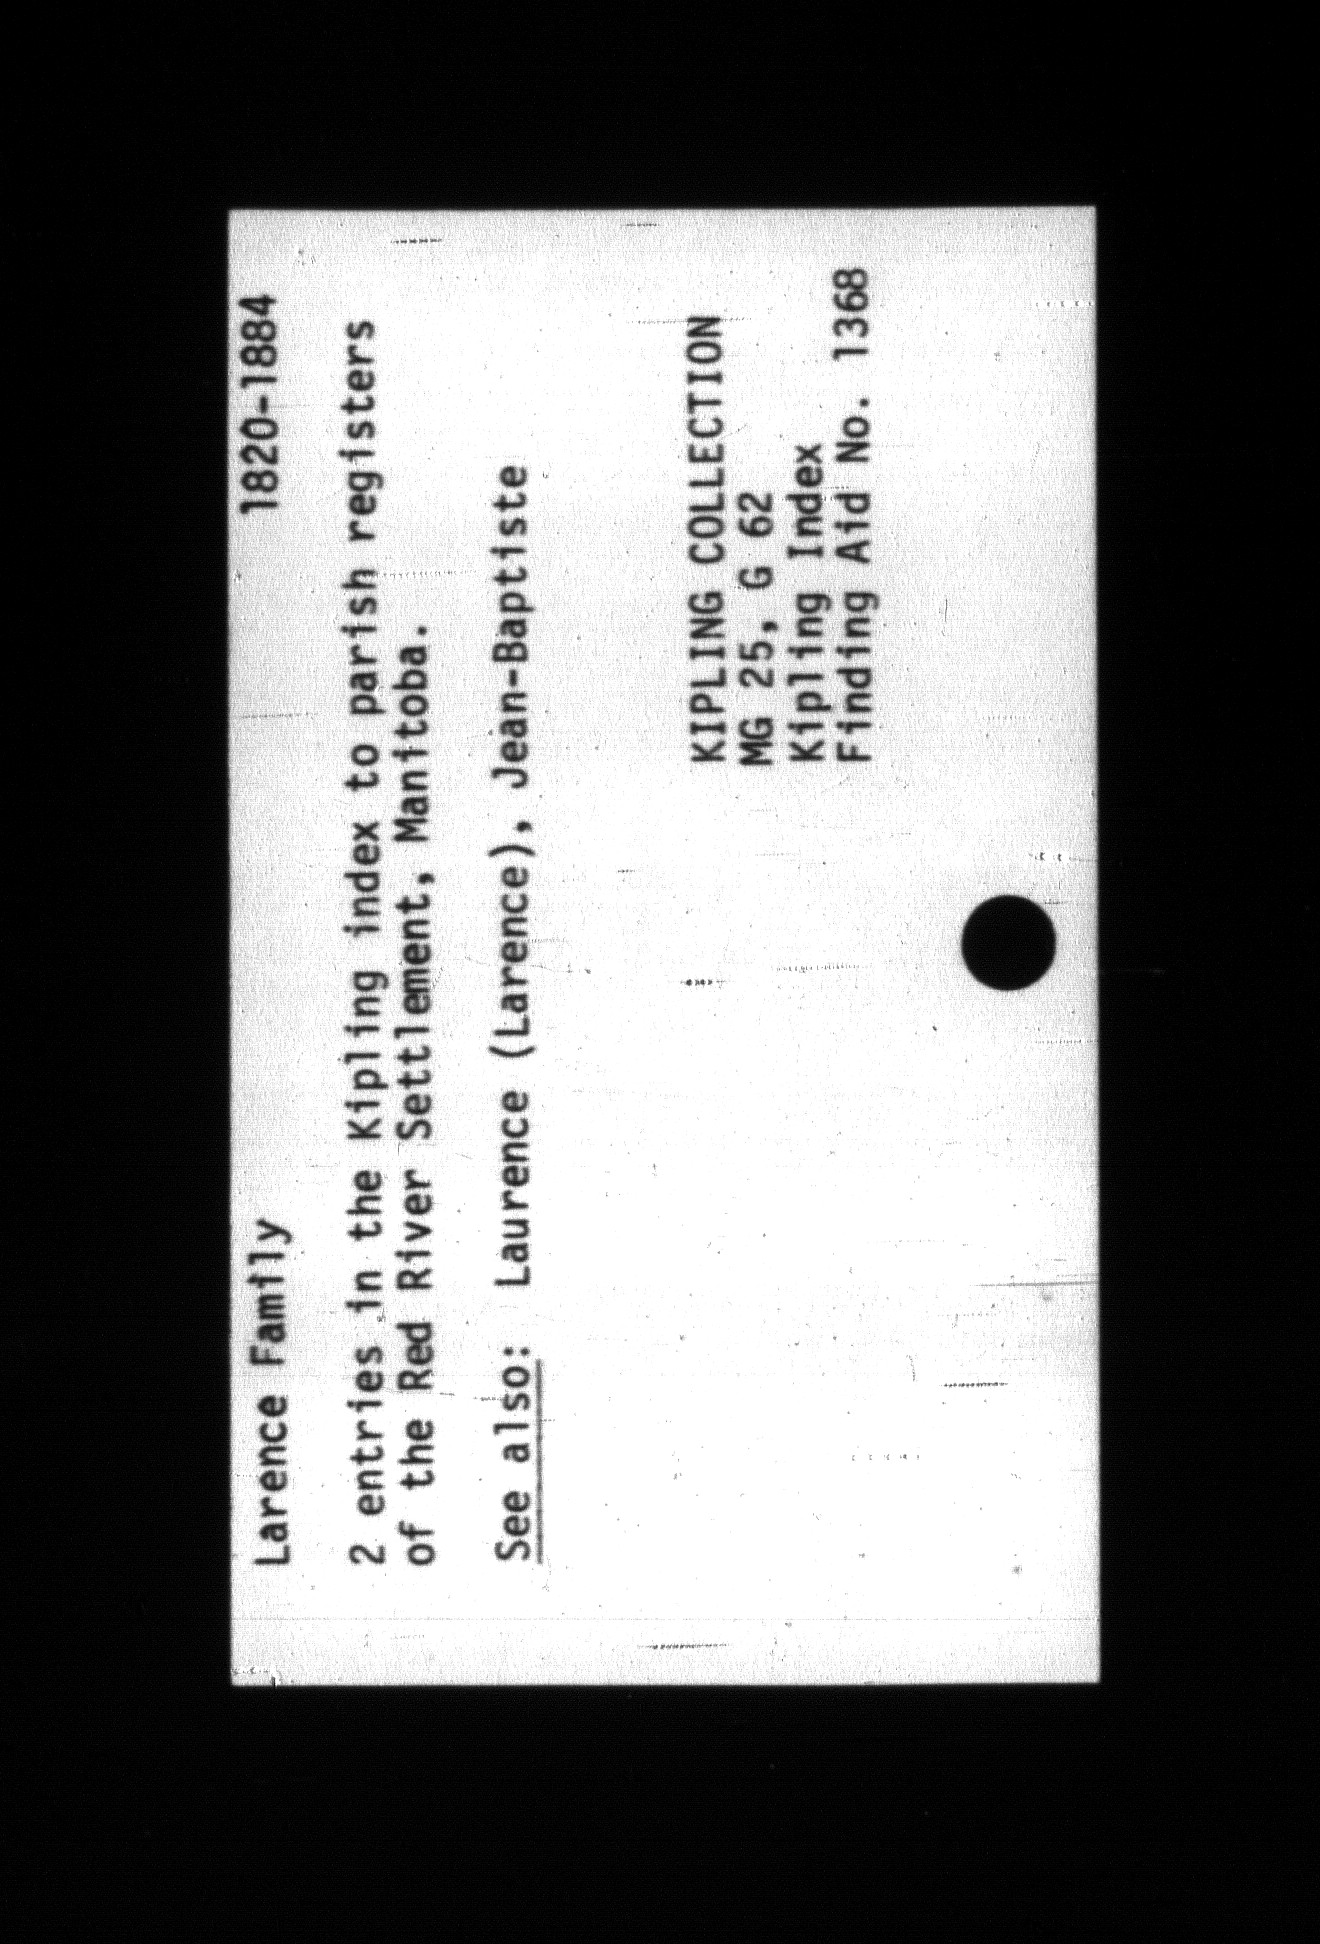 Larence Family 1820-1884
2 entries in the Kipling index to parish registers
of the Red River Settlement, Manitoba.
See also: Laurence (Larence), Jean-Baptiste
KIPLING COLLECTION
MG 25, G 62
Kipling Index
Finding Aid No. 1368